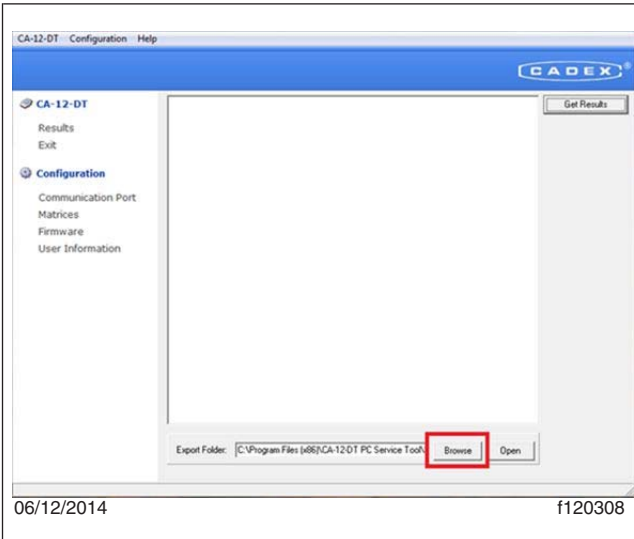 CA-12-DT Configuration Help
CADEX®
CA-12-DT
Get Results
Results
Exit
Configuration
Communication Port
Matrices
Firmware
User Information
Export Folder: C:\Program Files (x86)\CA-12-DT PC Service Tool\ Browse Open
06/12/2014 f120308